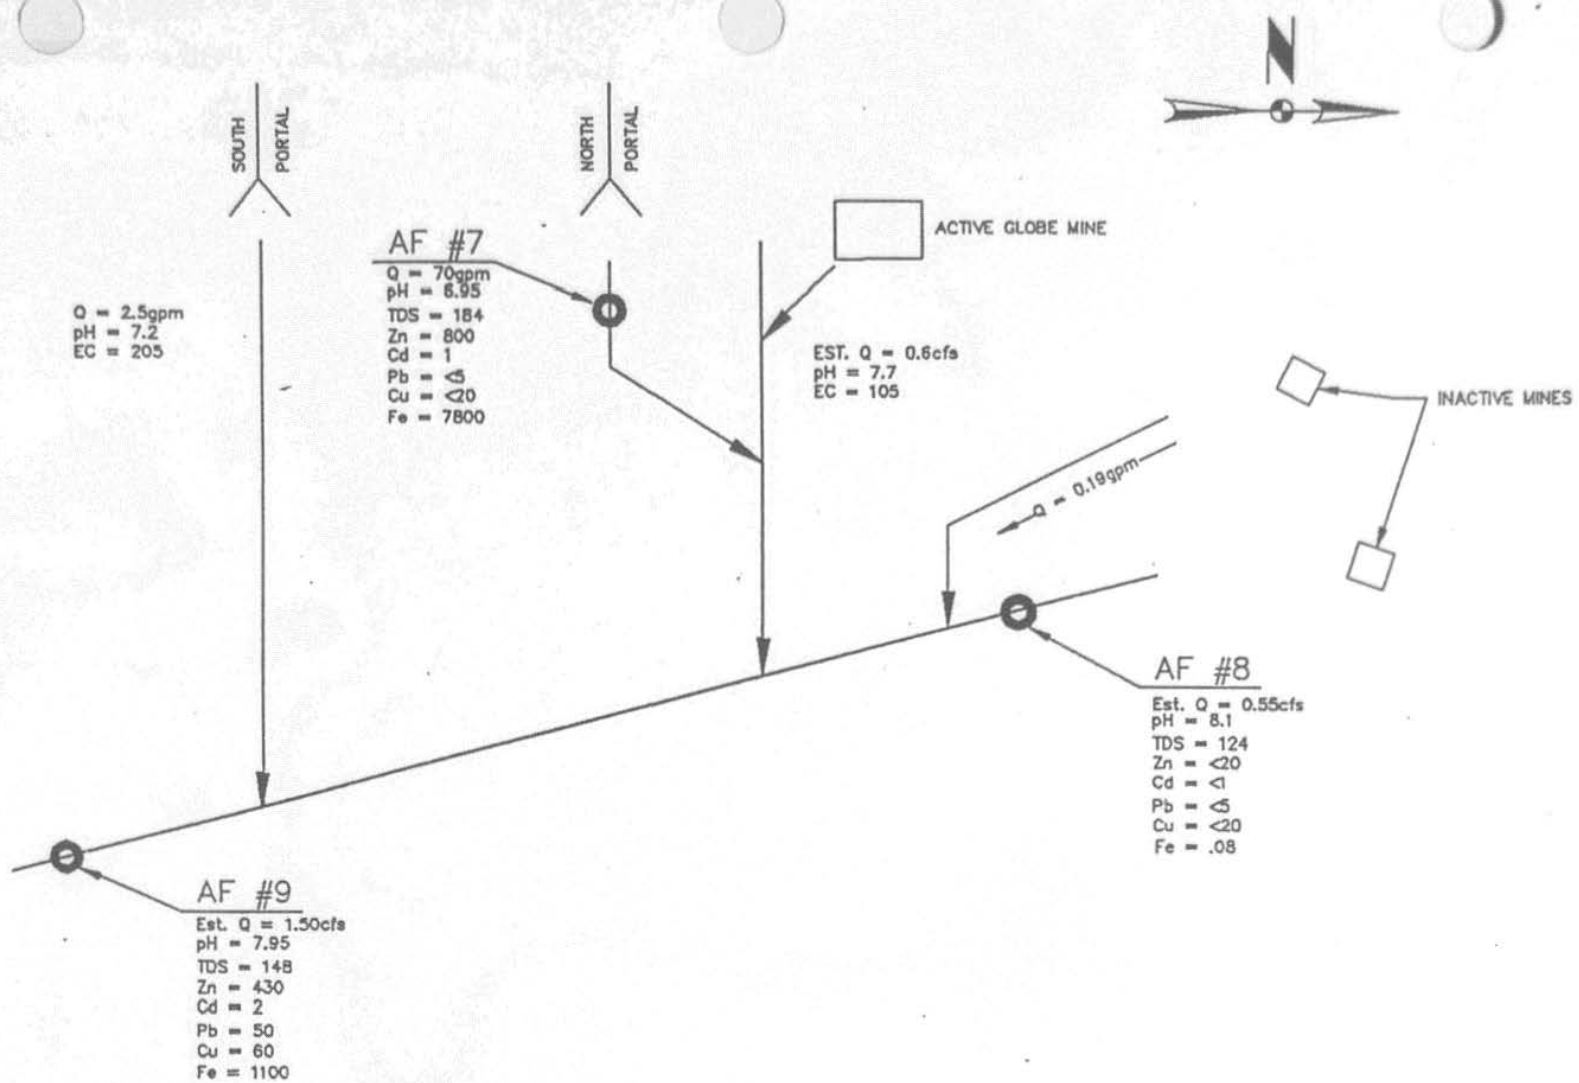 N
SOUTH
PORTAL
NORTH
PORTAL
ACTIVE GLOBE MINE
AF #7
Q = 70gpm
pH = 6.95
TDS = 184
Zn = 800
Cd = 1
Pb = <5
Cu = <20
Fe = 7800
Q = 2.5gpm
pH = 7.2
EC = 205
EST. Q = 0.6cfs
pH = 7.7
EC = 105
INACTIVE MINES
Q = 0.19gpm
AF #8
Est. Q = 0.55cfs
pH = 8.1
TDS = 124
Zn = <20
Cd = <1
Pb = <5
Cu = <20
Fe = .08
AF #9
Est. Q = 1.50cfs
pH = 7.95
TDS = 148
Zn = 430
Cd = 2
Pb = 50
Cu = 60
Fe = 1100